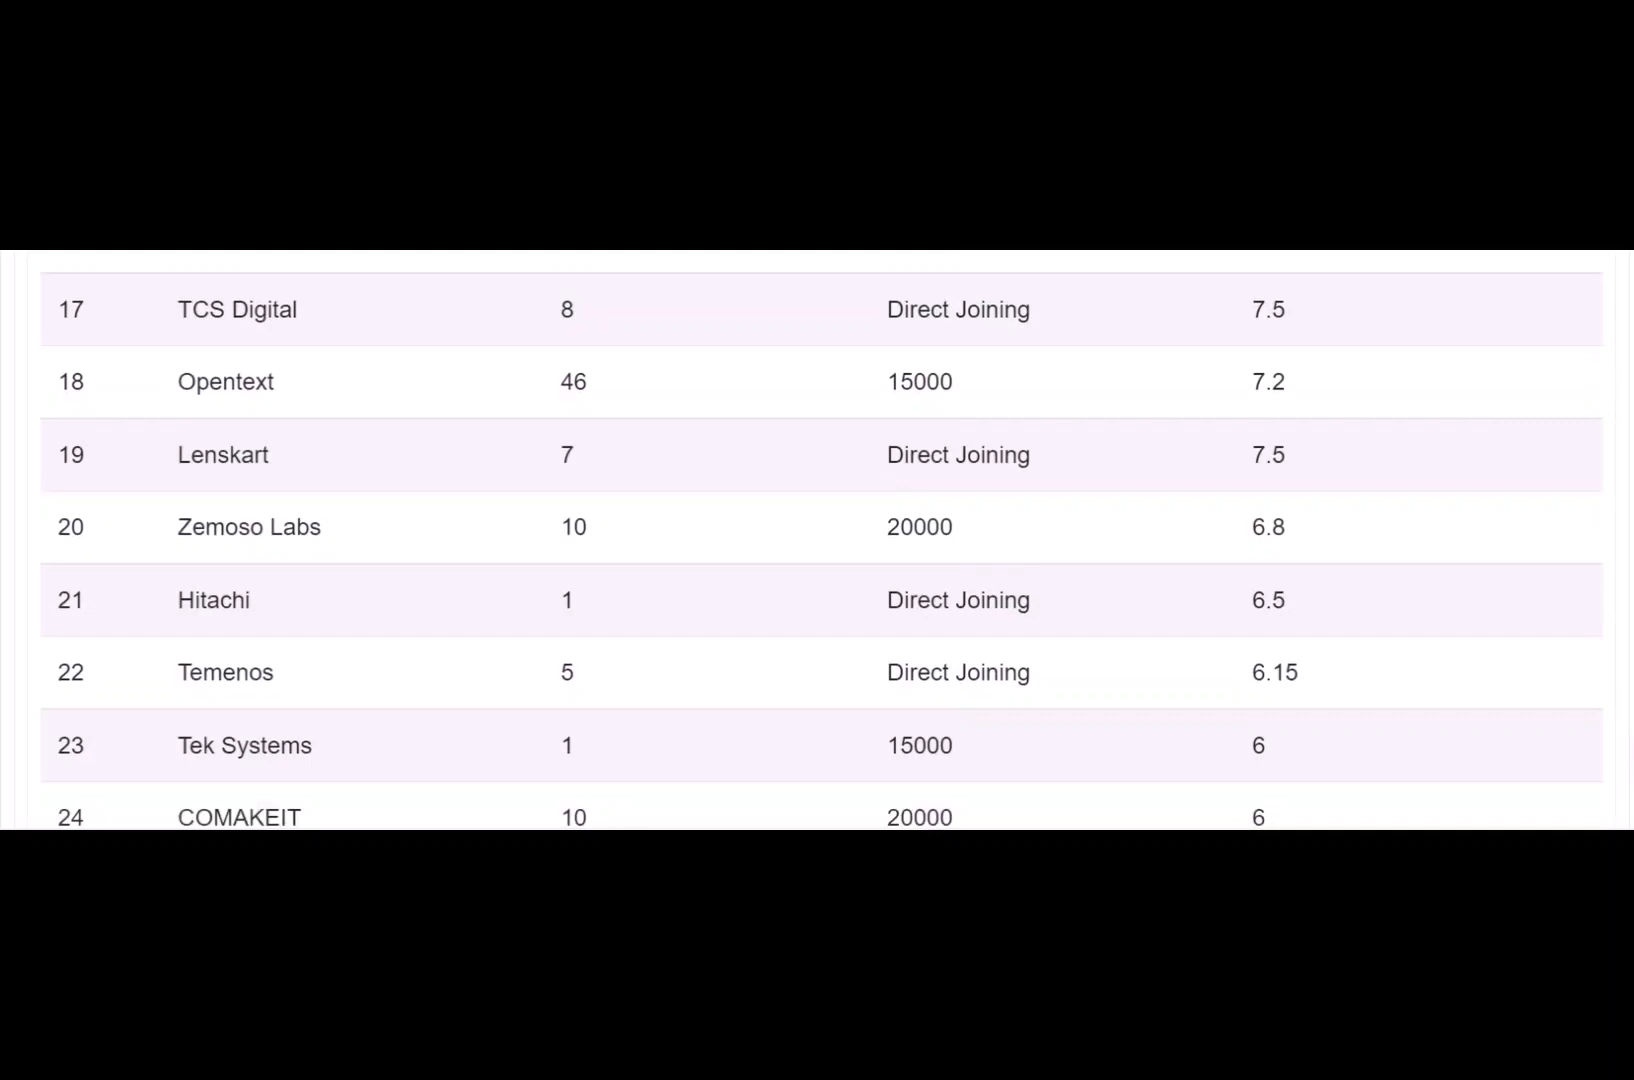 17 TCS Digital 8 Direct Joining 7.5
18 Opentext 46 15000 7.2
19 Lenskart 7 Direct Joining 7.5
20 Zemoso Labs 10 20000 6.8
21 Hitachi 1 Direct Joining 6.5
22 Temenos 5 Direct Joining 6.15
23 Tek Systems 1 15000 6
24 COMAKEIT 10 20000 6